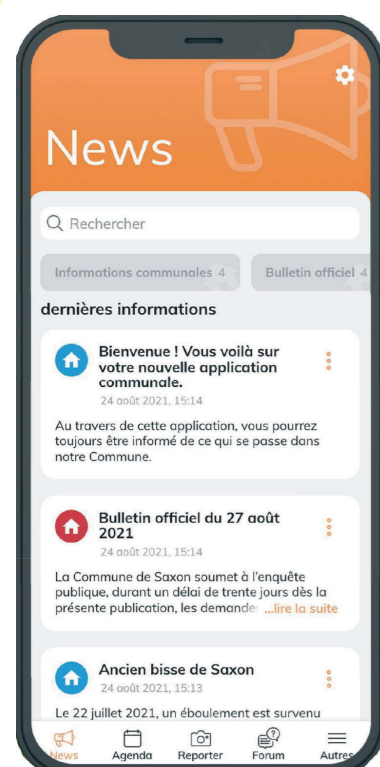 News
Rechercher
Informations communales 4
Bulletin officiel 4
dernières informations
Bienvenue ! Vous voilà sur
votre nouvelle application
communale.
24 août 2021, 15:14
Au travers de cette application, vous pourrez
toujours être informé de ce qui se passe dans
notre Commune.
Bulletin officiel du 27 août
2021
24 août 2021, 15:14
La Commune de Saxon soumet à l'enquête
publique, durant un délai de trente jours dès la
présente publication, les demande ...lire la suite
Ancien bisse de Saxon
24 août 2021, 15:13
Le 22 juillet 2021, un éboulement est survenu
News
Agenda
Reporter
Forum
Autres